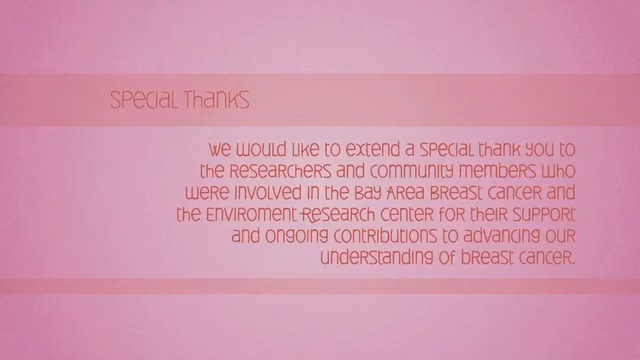 Special Thanks
We would like to extend a special thank you to
the researchers and community members who
were involved in the Bay Area Breast Cancer and
the Enviroment Research Center for their support
and ongoing contributions to advancing our
understanding of breast cancer.